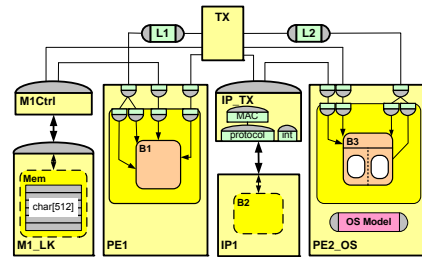 TX
L1
L2
M1Ctrl
IP_TX
MAC
protocol
int
B1
B3
Mem
char[512]
B2
OS Model
M1_LK
PE1
IP1
PE2_OS